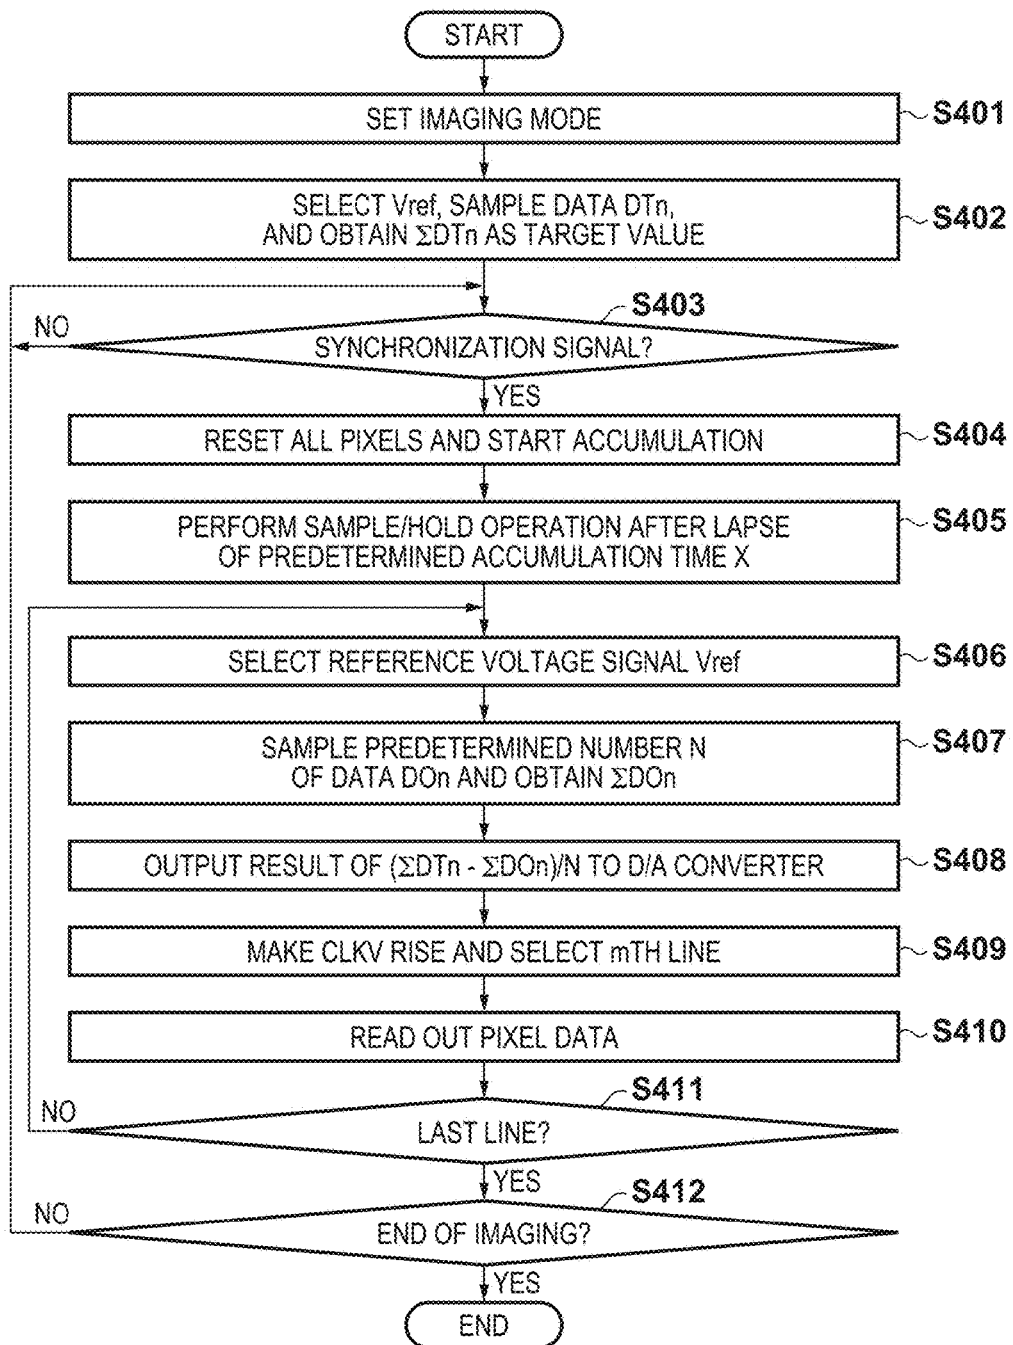 START
SET IMAGING MODE
S401
SELECT Vref, SAMPLE DATA DTn,
AND OBTAIN ΣDTn AS TARGET VALUE
S402
S403
NO
SYNCHRONIZATION SIGNAL?
YES
RESET ALL PIXELS AND START ACCUMULATION
S404
PERFORM SAMPLE/HOLD OPERATION AFTER LAPSE
OF PREDETERMINED ACCUMULATION TIME X
S405
SELECT REFERENCE VOLTAGE SIGNAL Vref
S406
SAMPLE PREDETERMINED NUMBER N
OF DATA DOn AND OBTAIN ΣDOn
S407
OUTPUT RESULT OF (ΣDTn - ΣDOn)/N TO D/A CONVERTER
S408
MAKE CLKV RISE AND SELECT mTH LINE
S409
READ OUT PIXEL DATA
S410
S411
NO
LAST LINE?
YES
S412
NO
END OF IMAGING?
YES
END